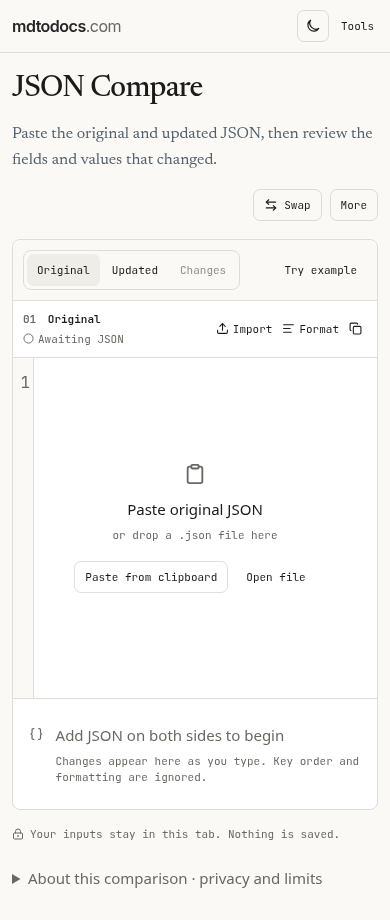 mdtodocs.com
Tools
JSON Compare
Paste the original and updated JSON, then review the
fields and values that changed.
Swap
More
Original Updated Changes Try example
01 Original
Awaiting JSON
Import Format
1
Paste original JSON
or drop a .json file here
Paste from clipboard Open file
{} Add JSON on both sides to begin
Changes appear here as you type. Key order and
formatting are ignored.
Your inputs stay in this tab. Nothing is saved.
About this comparison · privacy and limits